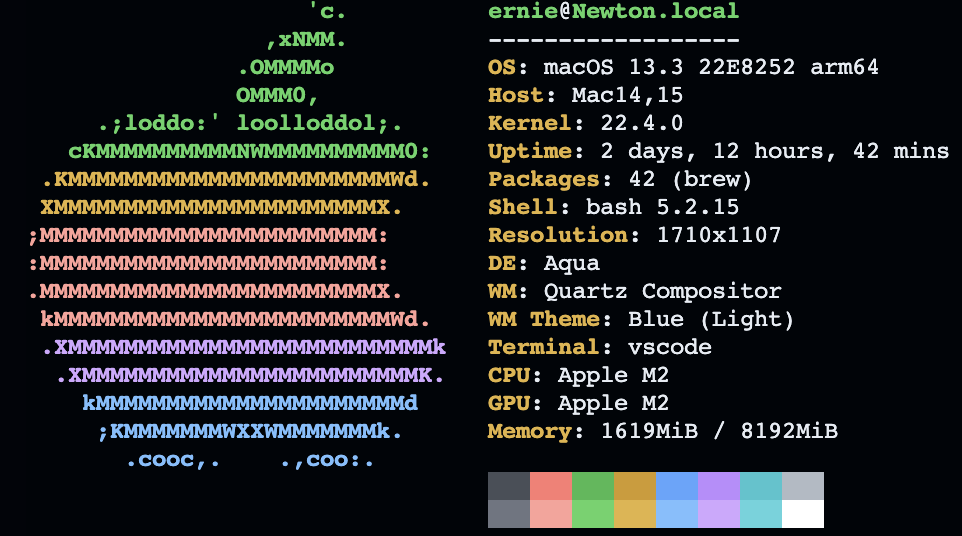 'c.
,xNMM.
.OMMMMo
OMMM0,
.;loddo:' loolloddol;.
cKMMMMMMMMMMNWMMMMMMMMMM0:
.KMMMMMMMMMMMMMMMMMMMMMMMWd.
XMMMMMMMMMMMMMMMMMMMMMMMX.
;MMMMMMMMMMMMMMMMMMMMMMMM:
:MMMMMMMMMMMMMMMMMMMMMMMM:
.MMMMMMMMMMMMMMMMMMMMMMMMX.
kMMMMMMMMMMMMMMMMMMMMMMMMWd.
.XMMMMMMMMMMMMMMMMMMMMMMMMMMk
.XMMMMMMMMMMMMMMMMMMMMMMMMK.
kMMMMMMMMMMMMMMMMMMMMMMd
;KMMMMMMMWXXWMMMMMMMk.
.cooc,. .,coo:.
ernie@Newton.local
------------------
OS: macOS 13.3 22E8252 arm64
Host: Mac14,15
Kernel: 22.4.0
Uptime: 2 days, 12 hours, 42 mins
Packages: 42 (brew)
Shell: bash 5.2.15
Resolution: 1710x1107
DE: Aqua
WM: Quartz Compositor
WM Theme: Blue (Light)
Terminal: vscode
CPU: Apple M2
GPU: Apple M2
Memory: 1619MiB / 8192MiB